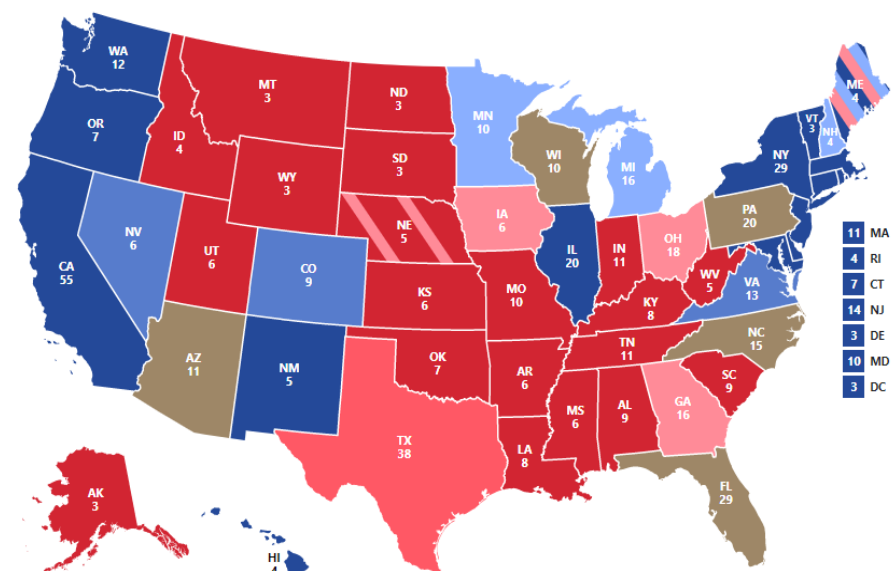 WA
12
OR
7
CA
55
NV
6
ID
4
MT
3
WY
3
UT
6
AZ
11
CO
9
NM
5
ND
3
SD
3
NE
5
KS
6
OK
7
TX
38
MN
10
IA
6
MO
10
AR
6
LA
8
WI
10
IL
20
MI
16
IN
11
OH
18
KY
8
TN
11
MS
6
AL
9
GA
16
FL
29
SC
9
NC
15
VA
13
WV
5
PA
20
NY
29
VT
3
NH
4
ME
4
AK
3
HI
4
11 MA
4 RI
7 CT
14 NJ
3 DE
10 MD
3 DC